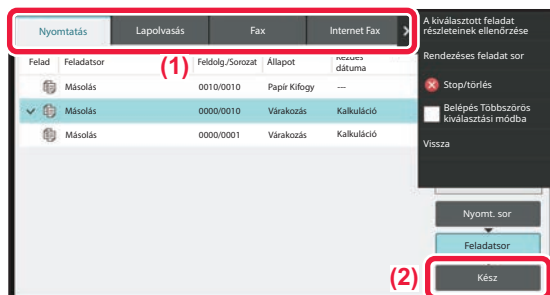 Nyomtatás Lapolvasás Fax Internet Fax
(1)
Felad Feladatsor Feldolg./Sorozat Állapot Kezdés dátuma
Másolás 0010/0010 Papír Kifogy ---
Másolás 0000/0010 Várakozás Kalkuláció
Másolás 0000/0001 Várakozás Kalkuláció
A kiválasztott feladat
részleteinek ellenőrzése
Rendezéses feladat sor
Stop/törlés
Belépés Többszörös
kiválasztási módba
Vissza
Nyomt. sor
Feladatsor
(2) Kész